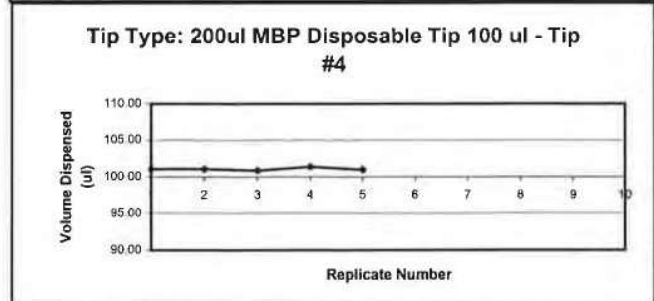 Tip Type: 200ul MBP Disposable Tip 100 ul - Tip
#4
Volume Dispensed
(ul)
110.00
105.00
100.00
95.00
90.00
2 3 4 5 6 7 8 9 10
Replicate Number